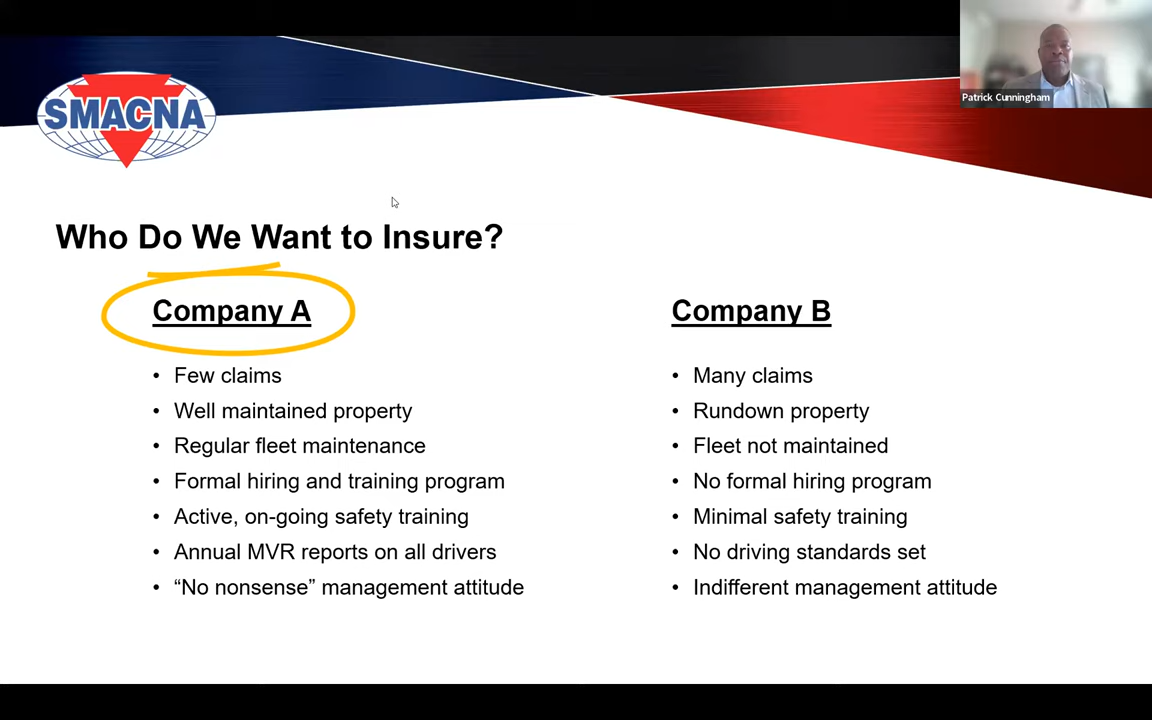 Patrick Cunningham
SMACNA
Who Do We Want to Insure?
Company A
• Few claims
• Well maintained property
• Regular fleet maintenance
• Formal hiring and training program
• Active, on-going safety training
• Annual MVR reports on all drivers
• “No nonsense” management attitude
Company B
• Many claims
• Rundown property
• Fleet not maintained
• No formal hiring program
• Minimal safety training
• No driving standards set
• Indifferent management attitude